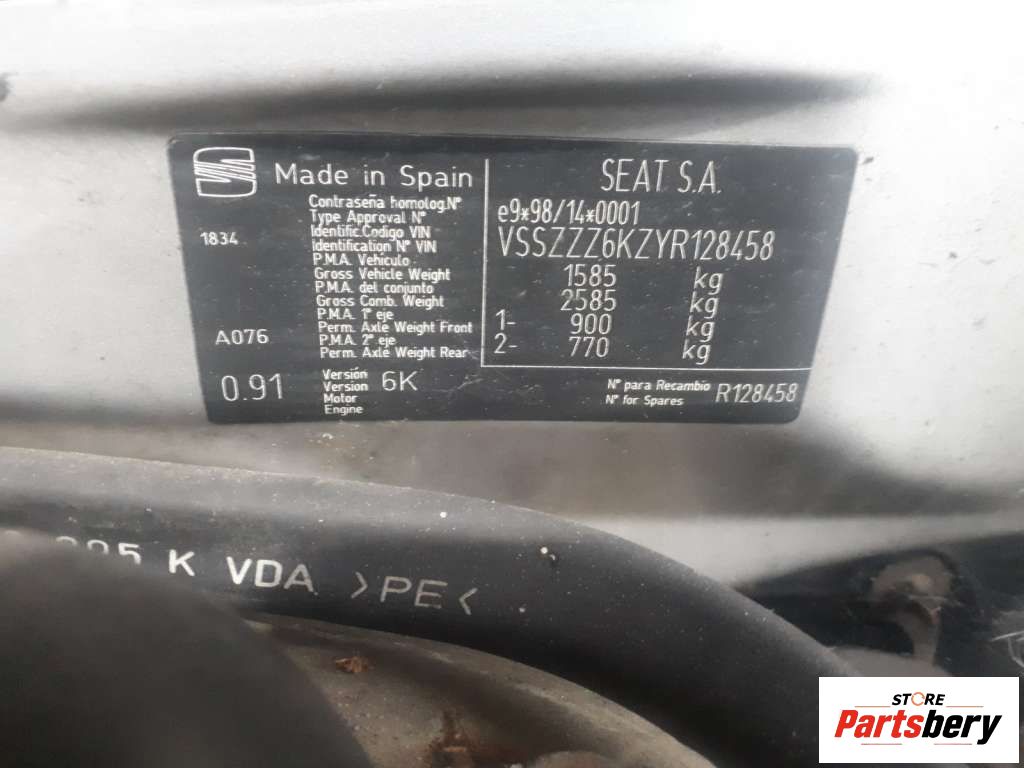 Made in Spain
SEAT S.A.
Contraseña homolog.Nº
Type Approval Nº
e9*98/14*0001
1834
Identific.Codigo VIN
Identification Nº VIN
VSSZZZ6KZYR128458
P.M.A. Vehículo
Gross Vehicle Weight
1585 kg
P.M.A. del conjunto
Gross Comb. Weight
2585 kg
A076
P.M.A. 1º eje
Perm. Axle Weight Front
1- 900 kg
P.M.A. 2º eje
Perm. Axle Weight Rear
2- 770 kg
0.91
Versión
Version
6K
Motor
Engine
Nº para Recambio
Nº for Spares
R128458
K VDA >PE<
STORE
Partsbery